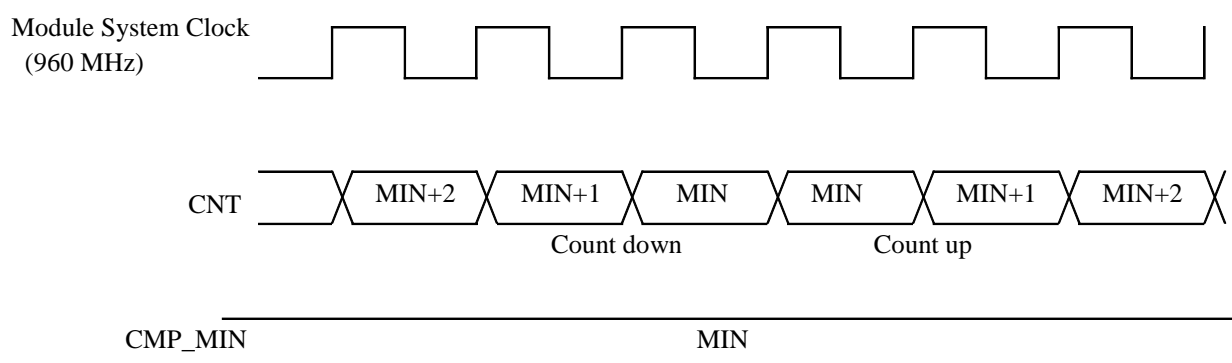 Module System Clock
(960 MHz)
CNT
MIN+2 MIN+1 MIN MIN MIN+1 MIN+2
Count down Count up
CMP_MIN MIN